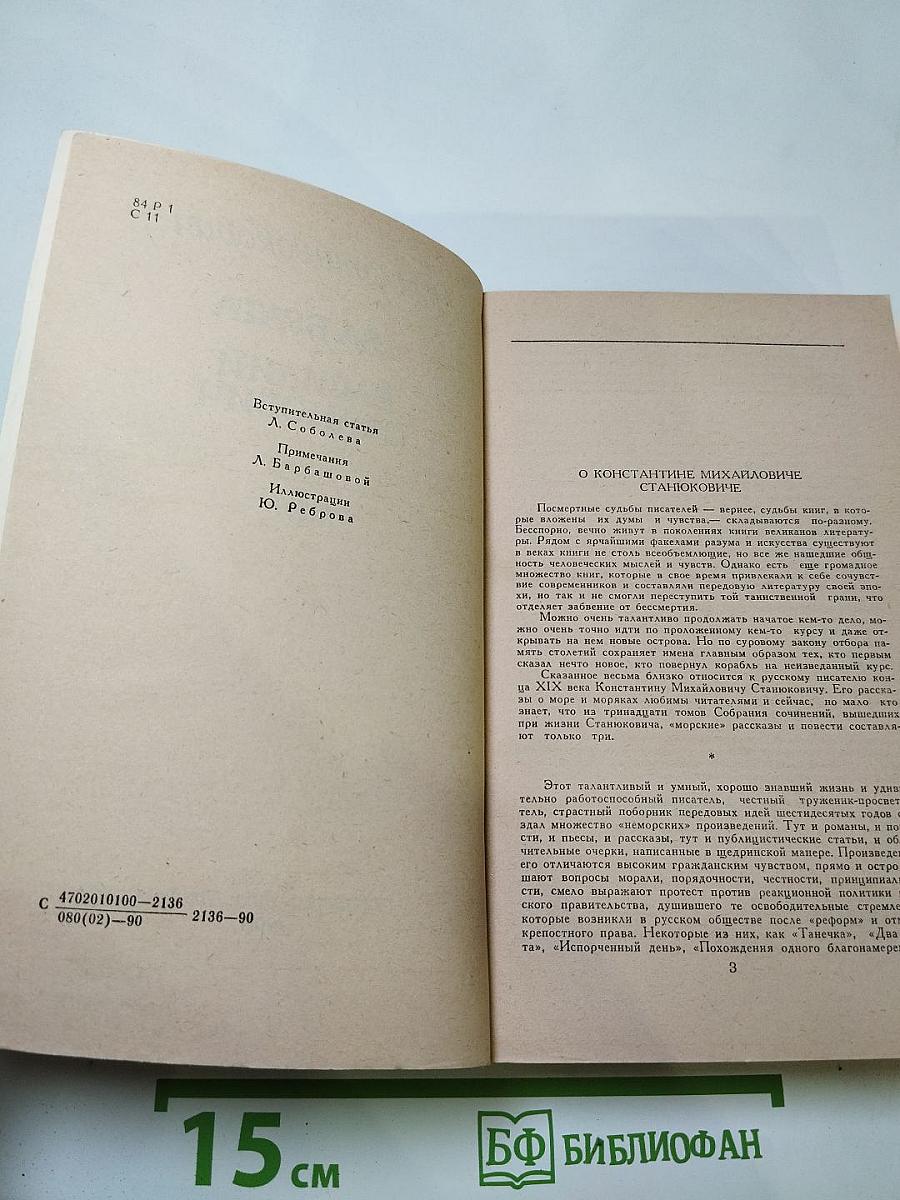 84 Р 1
С 11
Вступительная статья
Л. Соболева
Примечания
Л. Барбашовой
Иллюстрации
Ю. Реброва
С 4702010100—2136
080(02)—90
2136—90
О КОНСТАНТИНЕ МИХАЙЛОВИЧЕ
СТАНЮКОВИЧЕ
Посмертные судьбы писателей — вернее, судьбы книг, в кото-
рые вложены их думы и чувства,— складываются по-разному.
Бесспорно, вечно живут в поколениях книги великанов литерату-
ры. Рядом с ярчайшими факелами разума и искусства существуют
в веках книги не столь всеобъемлющие, но все же нашедшие общ-
ность человеческих мыслей и чувств. Однако есть еще громадное
множество книг, которые в свое время привлекали к себе сочувст-
вие современников и составляли передовую литературу своей эпо-
хи, но так и не смогли переступить той таинственной грани, что
отделяет забвение от бессмертия.
Можно очень талантливо продолжать начатое кем-то дело, мо-
жно очень точно идти по проложенному кем-то курсу и даже от-
крывать на нем новые острова. Но по суровому закону отбора па-
мять столетий сохраняет имена главным образом тех, кто первым
сказал нечто новое, кто повернул корабль на неизведанный курс.
Сказанное весьма близко относится к русскому писателю кон-
ца XIX века Константину Михайловичу Станюковичу. Его расска-
зы о море и моряках любимы читателями и сейчас, но мало кто
знает, что из тринадцати томов Собрания сочинений, вышедших
при жизни Станюковича, «морские» рассказы и повести составля-
ют только три.
*
Этот талантливый и умный, хорошо знавший жизнь и удиви
тельно работоспособный писатель, честный труженик-просвет
тель, страстный поборник передовых идей шестидесятых годов с
здал множество «неморских» произведений. Тут и романы, и по
сти, и пьесы, и рассказы, тут и публицистические статьи, и об
чительные очерки, написанные в щедринской манере. Произведе
его отличаются высоким гражданским чувством, прямо и остро
шают вопросы морали, порядочности, честности, принципиаль
сти, смело выражают протест против реакционной политики
ского правительства, душившего те освободительные стремле
которые возникли в русском обществе после «реформ» и отм
крепостного права. Некоторые из них, как «Танечка», «Два
та», «Испорченный день», «Похождения одного благонамерен
3
15 см
БФ БИБЛИОФАН